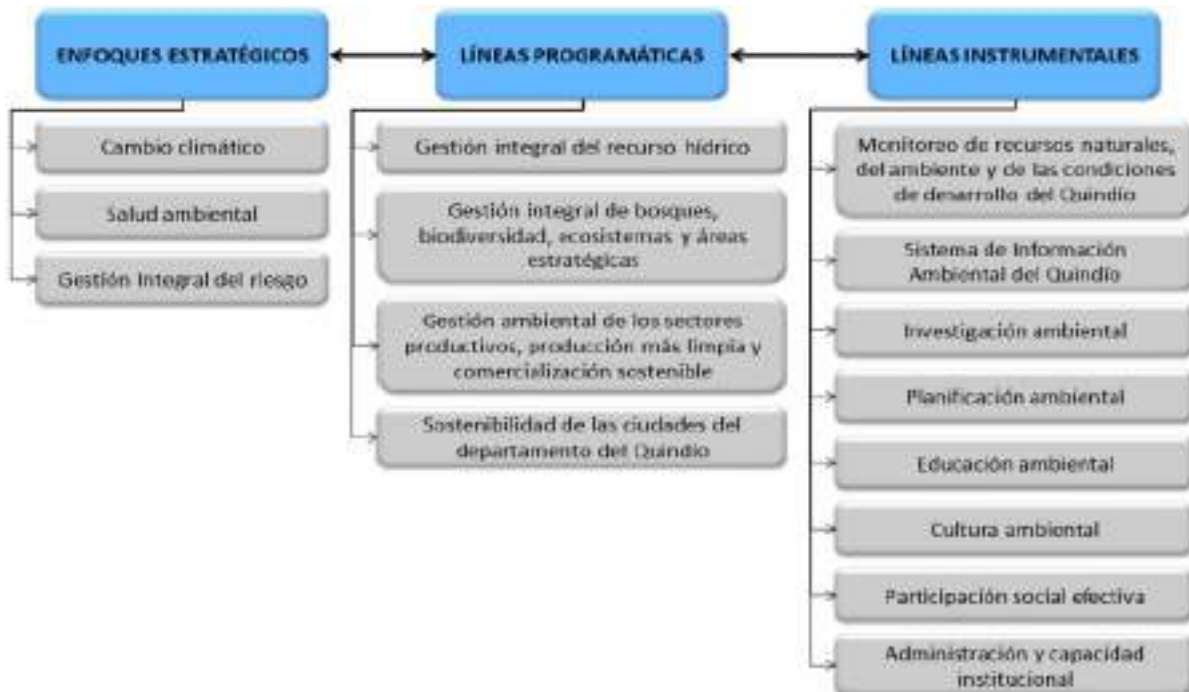 ENFOQUES ESTRATÉGICOS
Cambio climático
Salud ambiental
Gestión Integral del riesgo
LÍNEAS PROGRAMÁTICAS
Gestión integral del recurso hídrico
Gestión integral de bosques,
biodiversidad, ecosistemas y áreas
estratégicas
Gestión ambiental de los sectores
productivos, producción más limpia y
comercialización sostenible
Sostenibilidad de las ciudades del
departamento del Quindío
LÍNEAS INSTRUMENTALES
Monitoreo de recursos naturales,
del ambiente y de las condiciones
de desarrollo del Quindío
Sistema de Información
Ambiental del Quindío
Investigación ambiental
Planificación ambiental
Educación ambiental
Cultura ambiental
Participación social efectiva
Administración y capacidad
institucional